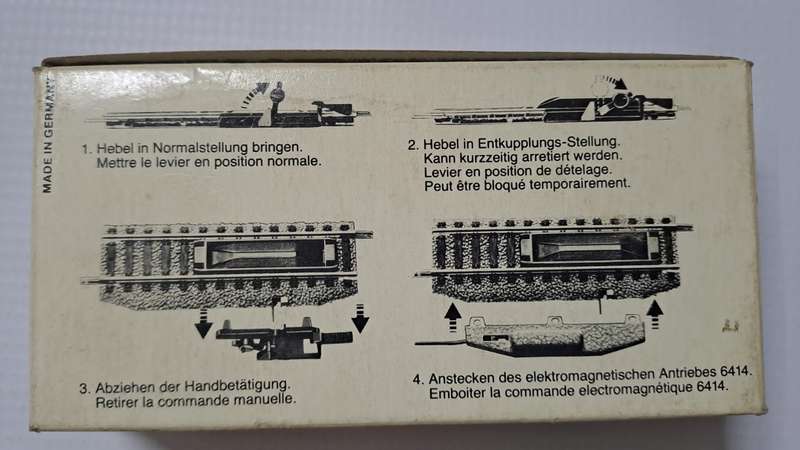 MADE IN GERMANY
1. Hebel in Normalstellung bringen.
Mettre le levier en position normale.
2. Hebel in Entkupplungs-Stellung.
Kann kurzzeitig arretiert werden.
Levier en position de dételage.
Peut être bloqué temporairement.
3. Abziehen der Handbetätigung.
Retirer la commande manuelle.
4. Anstecken des elektromagnetischen Antriebes 6414.
Emboiter la commande electromagnétique 6414.